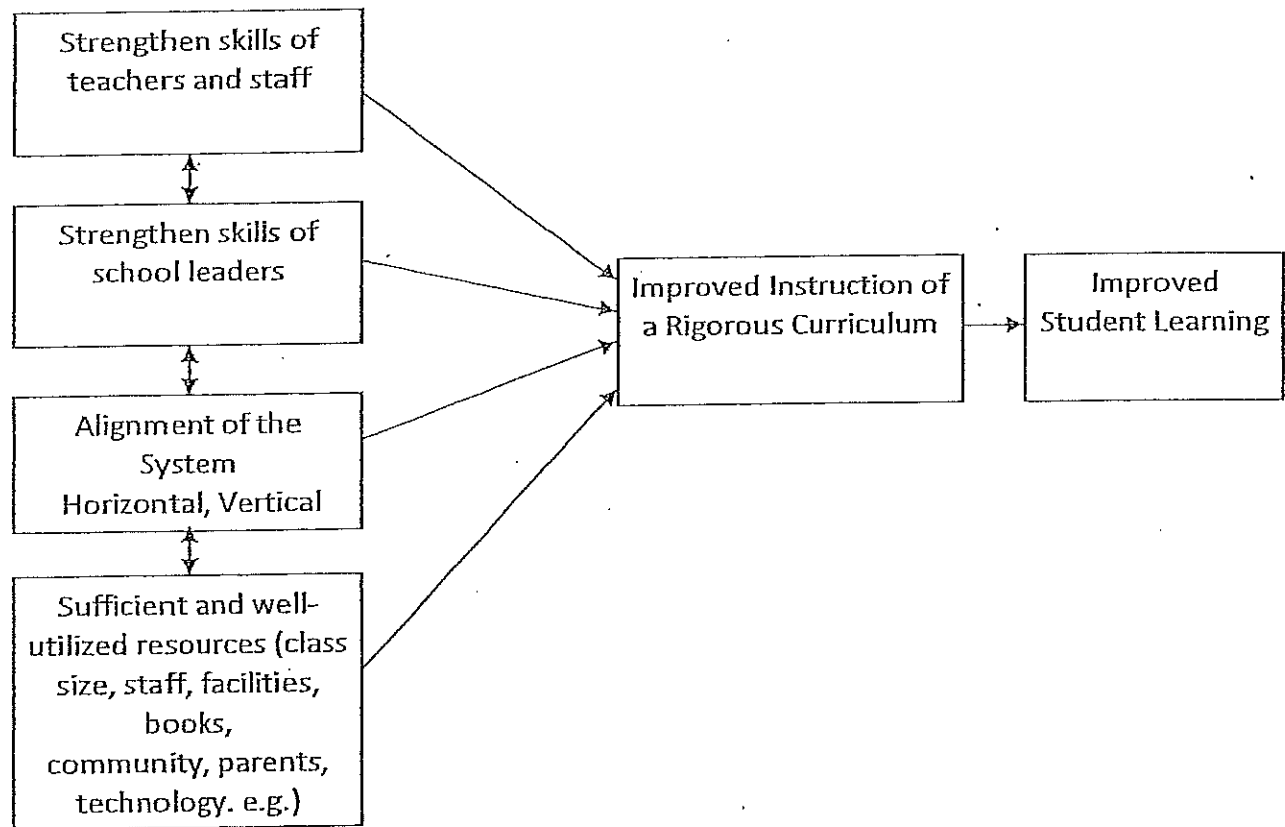 Strengthen skills of
teachers and staff
Strengthen skills of
school leaders
Alignment of the
System
Horizontal, Vertical
Sufficient and well-
utilized resources (class
size, staff, facilities,
books,
community, parents,
technology. e.g.)
Improved Instruction of
a Rigorous Curriculum
Improved
Student Learning